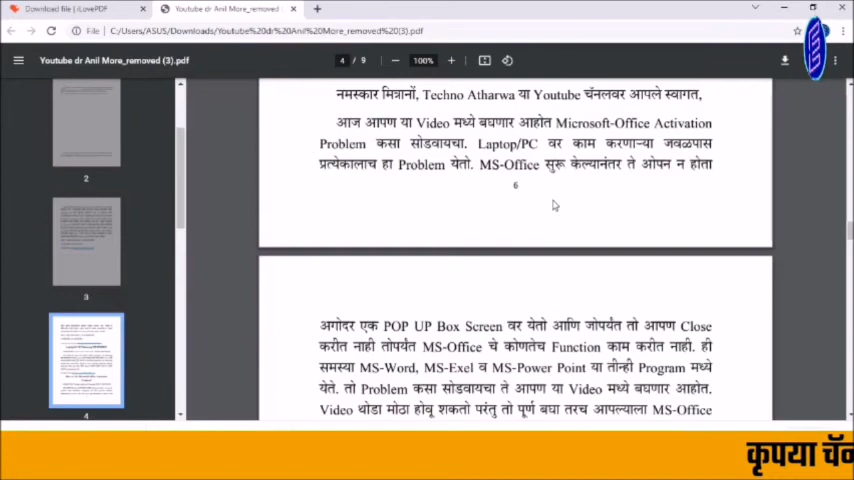 Download file | iLovePDF
Youtube dr Anil More_removed
File | C:/Users/ASUS/Downloads/Youtube%20dr%20Anil%20More_removed%20(3).pdf
Youtube dr Anil More_removed (3).pdf
4 / 9
100%
2
3
4
नमस्कार मित्रानों, Techno Atharwa या Youtube चॅनलवर आपले स्वागत,
आज आपण या Video मध्ये बघणार आहोत Microsoft-Office Activation
Problem कसा सोडवायचा. Laptop/PC वर काम करणाऱ्या जवळपास
प्रत्येकालाच हा Problem येतो. MS-Office सुरू केल्यानंतर ते ओपन न होता
6
अगोदर एक POP UP Box Screen वर येतो आणि जोपर्यंत तो आपण Close
करीत नाही तोपर्यंत MS-Office चे कोणतेच Function काम करीत नाही. ही
समस्या MS-Word, MS-Exel व MS-Power Point या तीन्ही Program मध्ये
येते. तो Problem कसा सोडवायचा ते आपण या Video मध्ये बघणार आहोत.
Video थोडा मोठा होवू शकतो परंतु तो पूर्ण बघा तरच आपल्याला MS-Office
कृपया चॅन